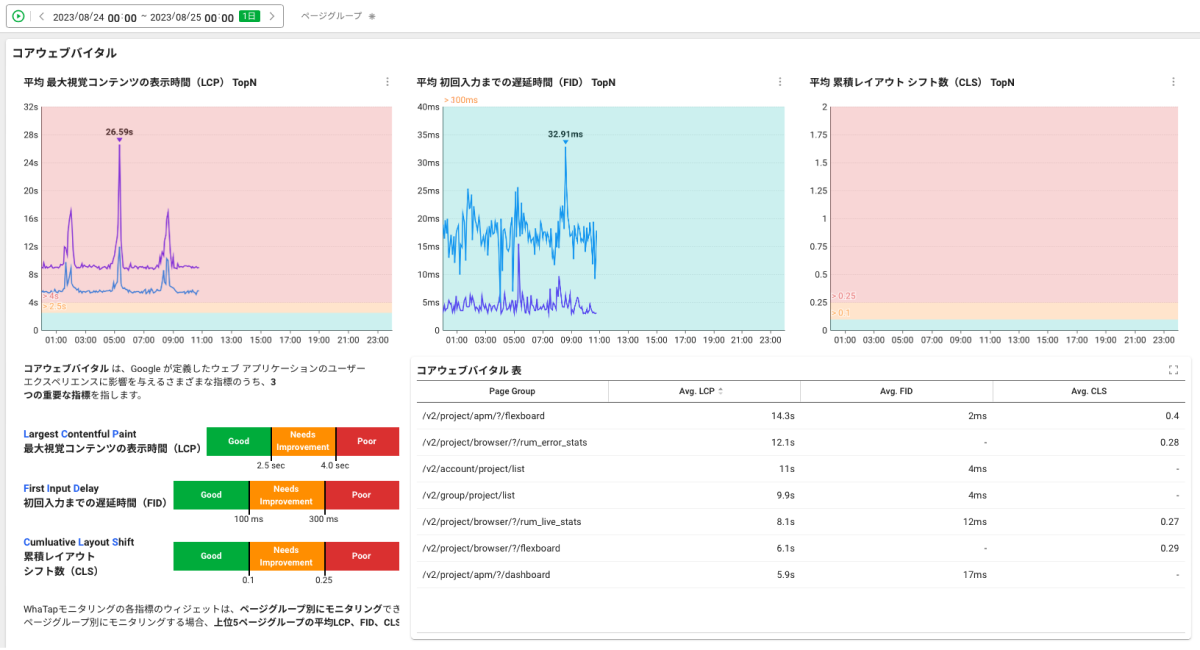 2023/08/24 00:00 ~ 2023/08/25 00:00 1日
ページグループ ＊
コアウェブバイタル
平均 最大視覚コンテンツの表示時間（LCP） TopN
32s
28s
24s
20s
16s
12s
8s
4s
0
26.59s
> 4s
> 2.5s
01:00 03:00 05:00 07:00 09:00 11:00 13:00 15:00 17:00 19:00 21:00 23:00
平均 初回入力までの遅延時間（FID） TopN
> 300ms
40ms
35ms
30ms
25ms
20ms
15ms
10ms
5ms
0
32.91ms
01:00 03:00 05:00 07:00 09:00 11:00 13:00 15:00 17:00 19:00 21:00 23:00
平均 累積レイアウト シフト数（CLS） TopN
2
1.75
1.5
1.25
1
0.75
0.5
0.25
0
> 0.25
> 0.1
01:00 03:00 05:00 07:00 09:00 11:00 13:00 15:00 17:00 19:00 21:00 23:00
コアウェブバイタル は、Google が定義したウェブ アプリケーションのユーザー
エクスペリエンスに影響を与えるさまざまな指標のうち、3
つの重要な指標を指します。
Largest Contentful Paint
最大視覚コンテンツの表示時間（LCP）
Good
Needs
Improvement
Poor
2.5 sec 4.0 sec
First Input Delay
初回入力までの遅延時間（FID）
Good
Needs
Improvement
Poor
100 ms 300 ms
Cumluative Layout Shift
累積レイアウト
シフト数（CLS）
Good
Needs
Improvement
Poor
0.1 0.25
WhaTapモニタリングの各指標のウィジェットは、ページグループ別にモニタリングでき
ページグループ別にモニタリングする場合、上位5ページグループの平均LCP、FID、CLS
コアウェブバイタル 表
Page Group Avg. LCP Avg. FID Avg. CLS
/v2/project/apm/?/flexboard 14.3s 2ms 0.4
/v2/project/browser/?/rum_error_stats 12.1s - 0.28
/v2/account/project/list 11s 4ms -
/v2/group/project/list 9.9s 4ms -
/v2/project/browser/?/rum_live_stats 8.1s 12ms 0.27
/v2/project/browser/?/flexboard 6.1s - 0.29
/v2/project/apm/?/dashboard 5.9s 17ms -